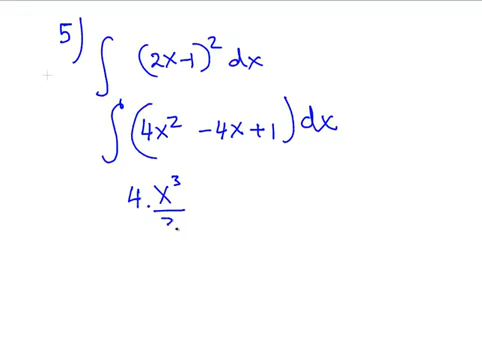 5) ∫ (2x-1)² dx
∫ (4x² - 4x + 1) dx
4 . x³